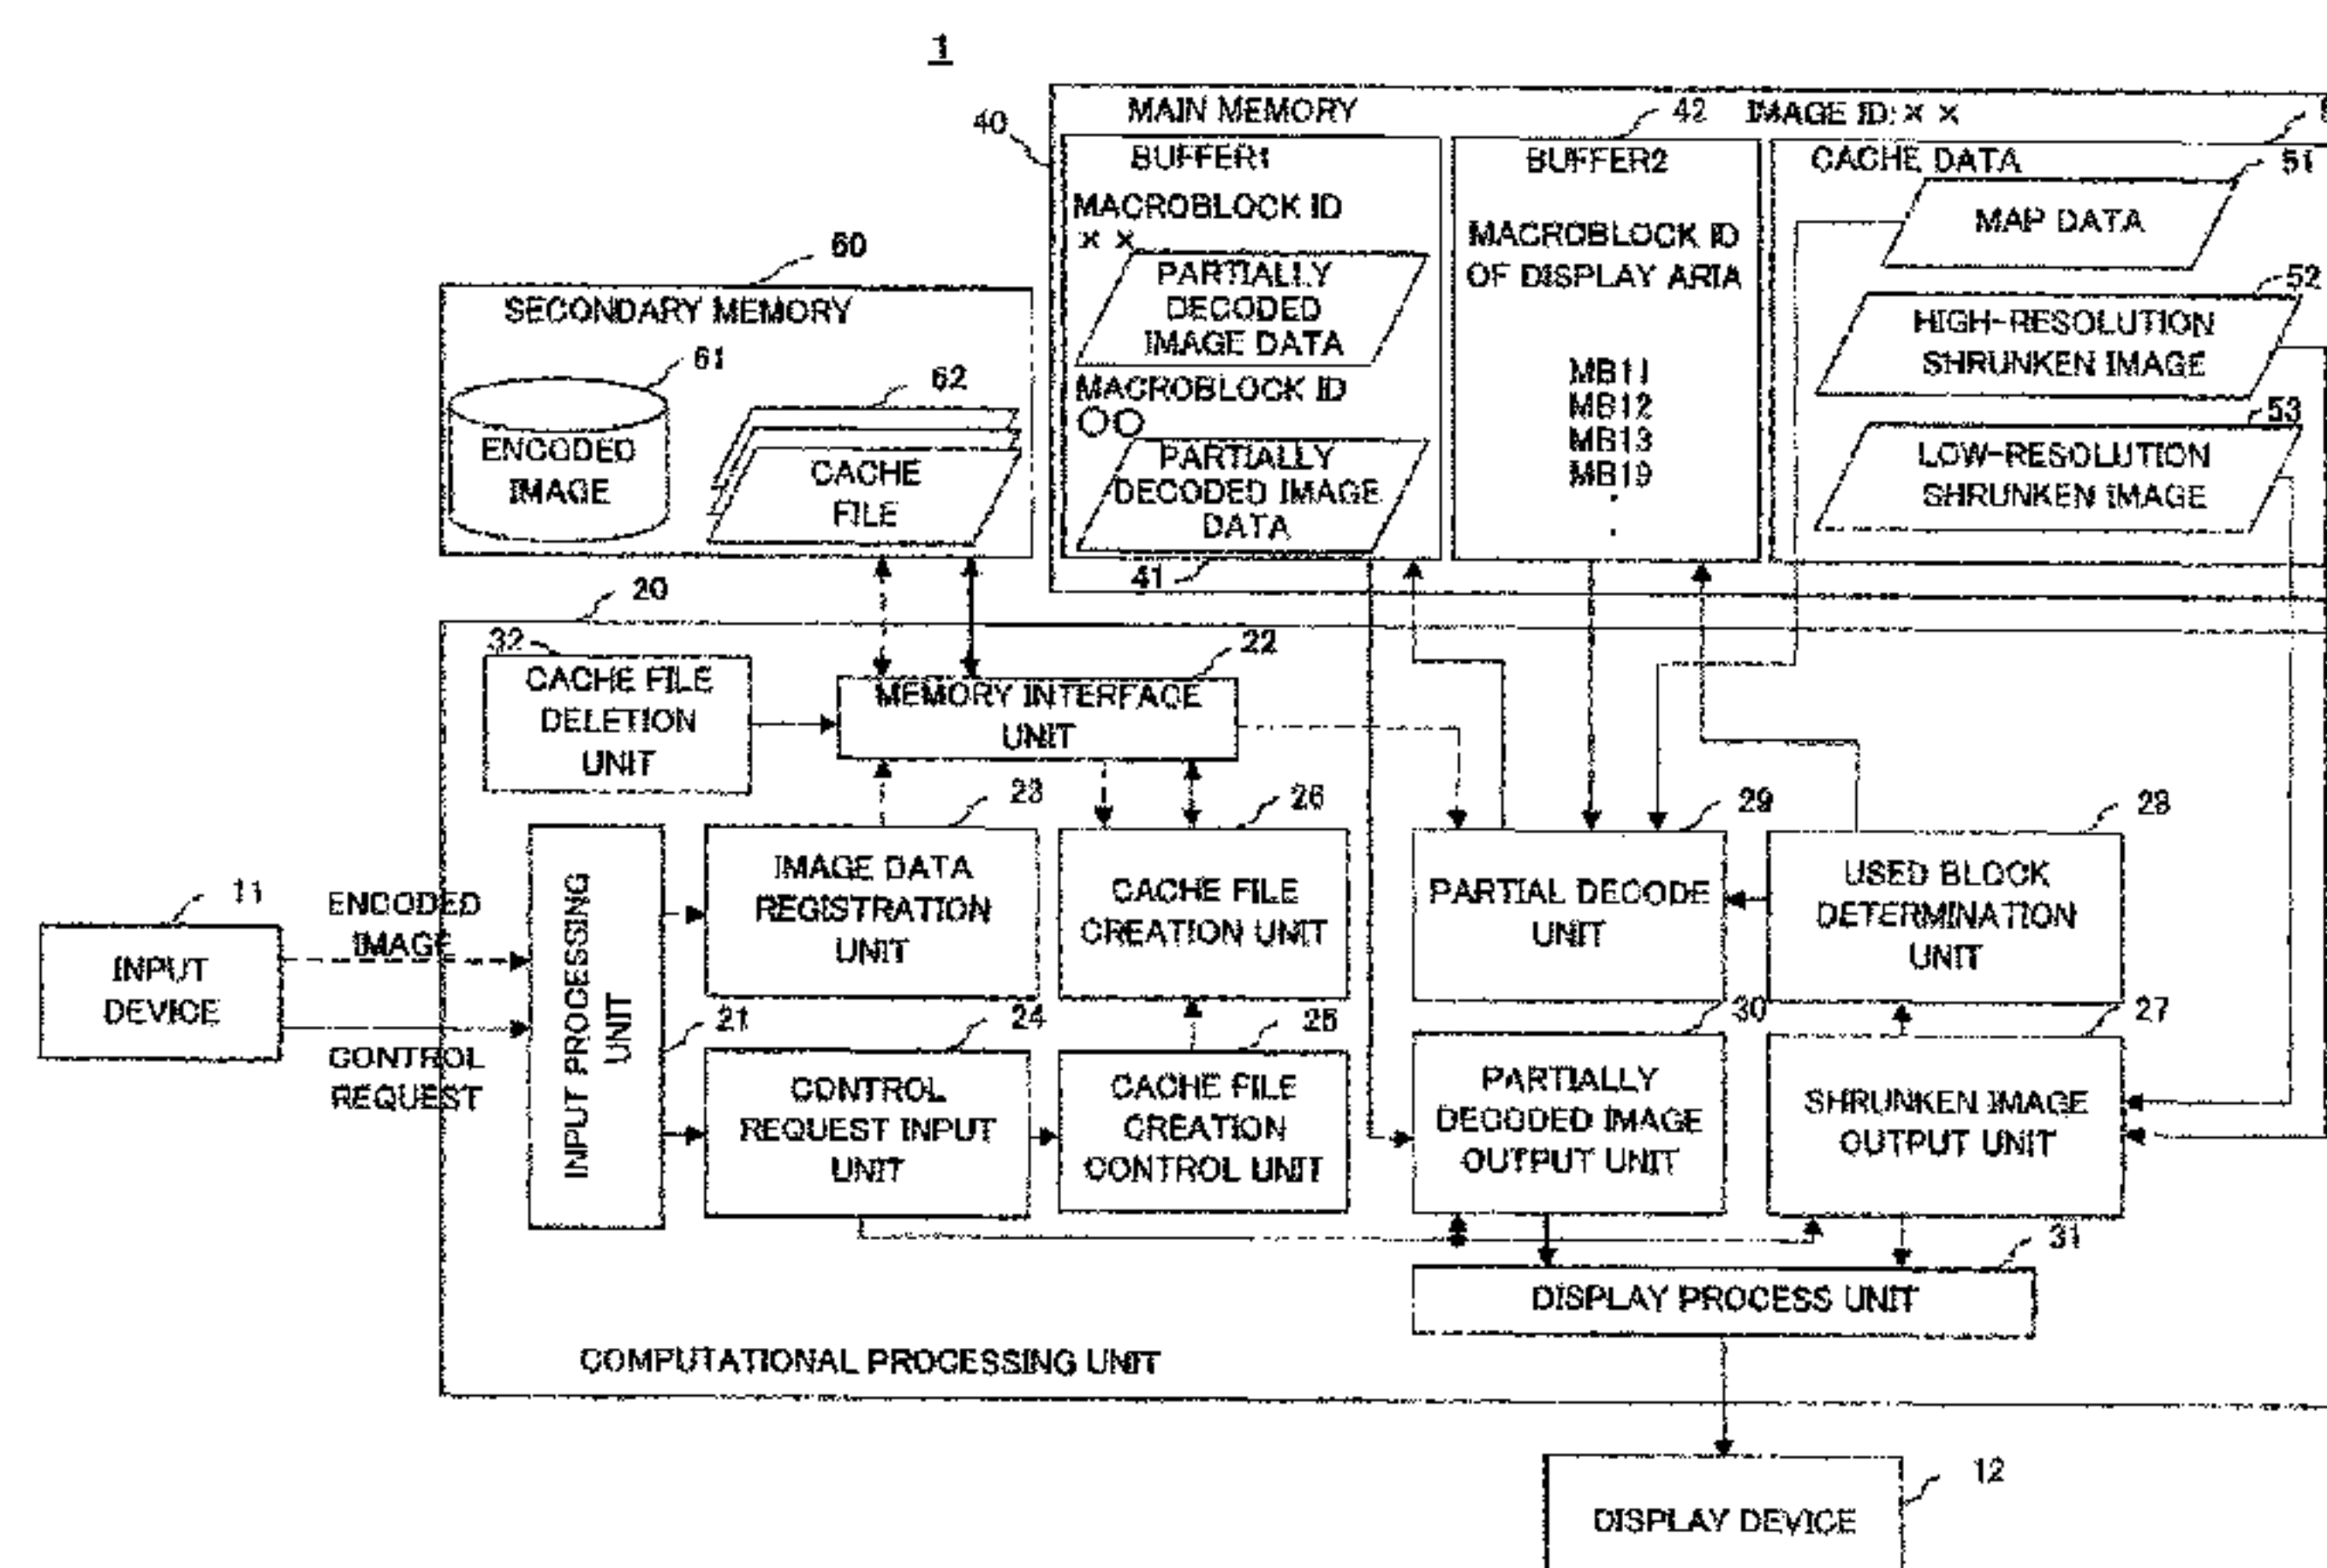 1
MAIN MEMORY
IMAGE ID: × ×
40
42
BUFFER1
MACROBLOCK ID
× ×
PARTIALLY
DECODED
IMAGE DATA
MACROBLOCK ID
○○
PARTIALLY
DECODED IMAGE
DATA
41
BUFFER2
MACROBLOCK ID
OF DISPLAY ARIA
MB11
MB12
MB13
MB19
.
.
CACHE DATA
51
MAP DATA
52
HIGH-RESOLUTION
SHRUNKEN IMAGE
53
LOW-RESOLUTION
SHRUNKEN IMAGE
60
SECONDARY MEMORY
61
ENCODED
IMAGE
62
CACHE
FILE
20
32
CACHE FILE
DELETION
UNIT
22
MEMORY INTERFACE
UNIT
11
INPUT
DEVICE
ENCODED
IMAGE
CONTROL
REQUEST
INPUT PROCESSING
UNIT
21
23
IMAGE DATA
REGISTRATION
UNIT
24
CONTROL
REQUEST INPUT
UNIT
26
CACHE FILE
CREATION UNIT
25
CACHE FILE
CREATION
CONTROL UNIT
29
PARTIAL DECODE
UNIT
28
USED BLOCK
DETERMINATION
UNIT
30
PARTIALLY
DECODED IMAGE
OUTPUT UNIT
27
SHRUNKEN IMAGE
OUTPUT UNIT
31
DISPLAY PROCESS UNIT
COMPUTATIONAL PROCESSING UNIT
12
DISPLAY DEVICE